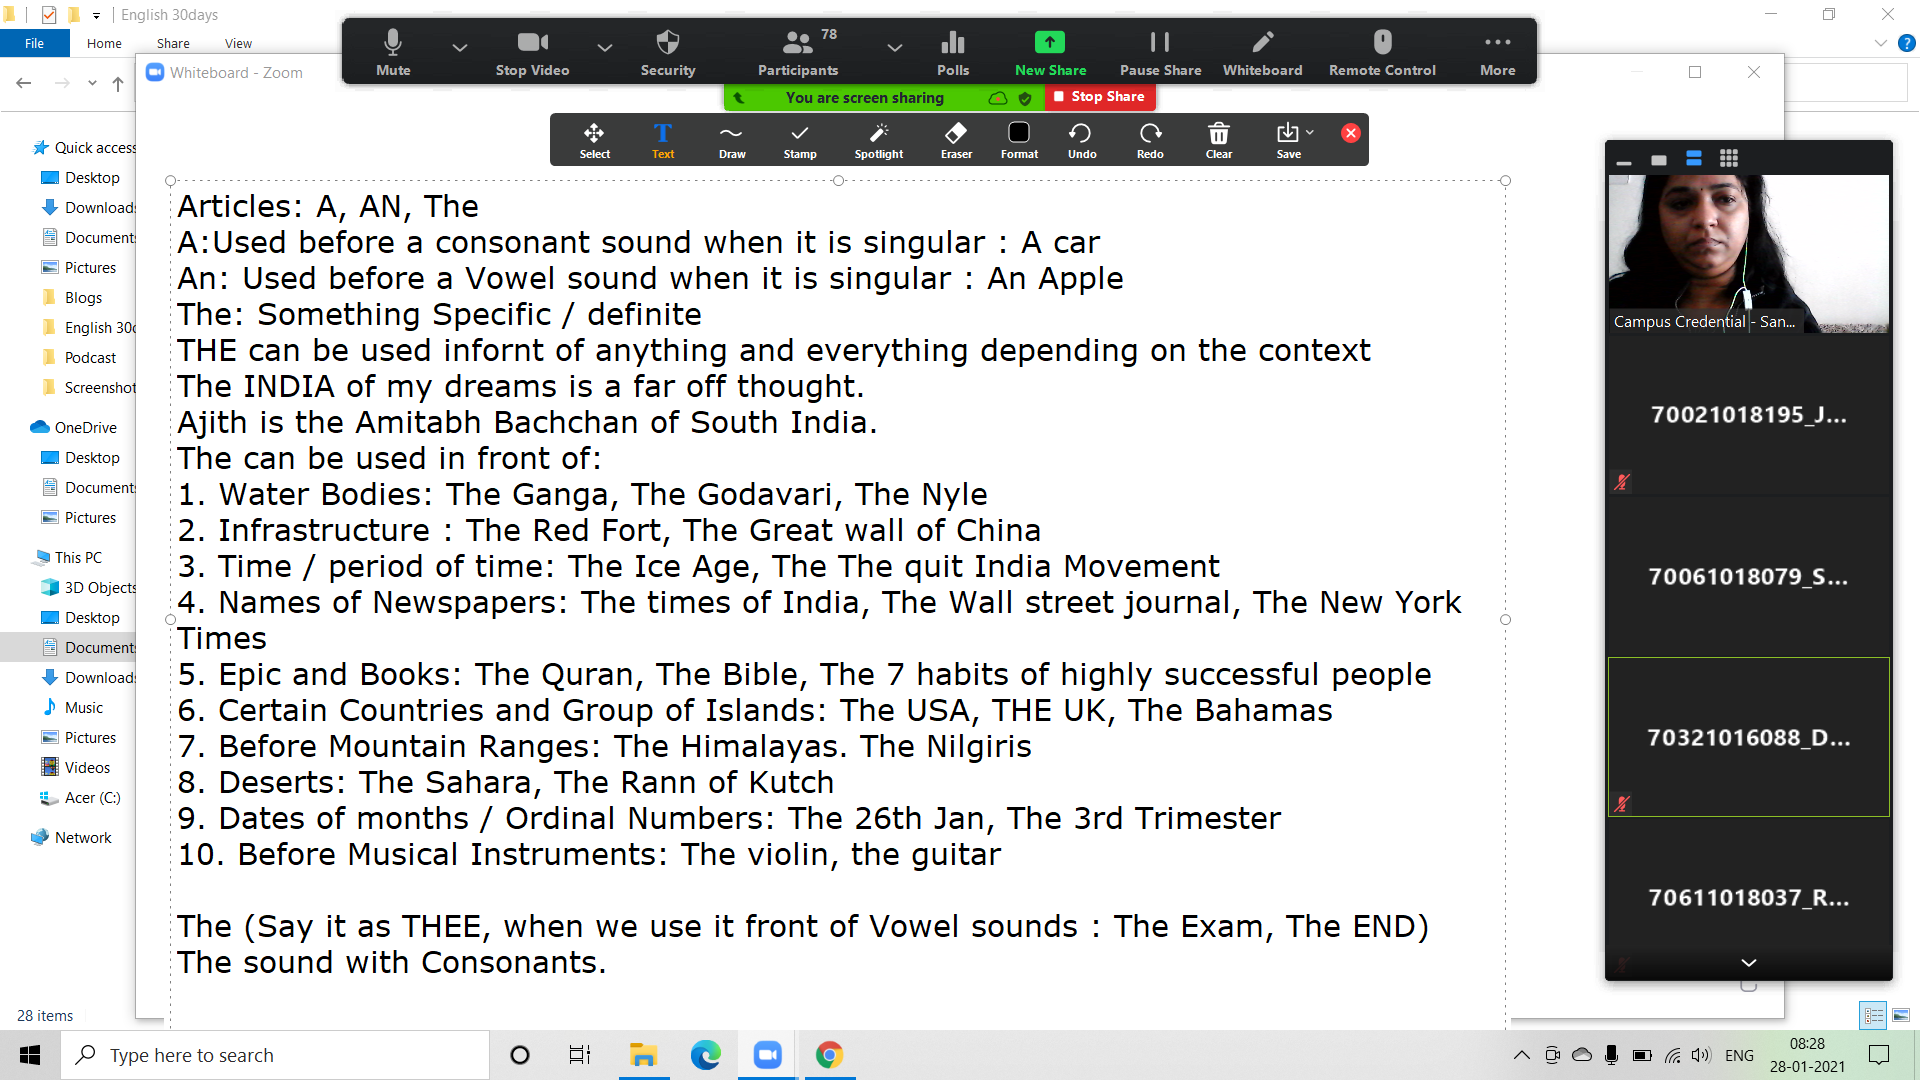 English 30days
File Home Share View
Whiteboard - Zoom
Mute Stop Video Security Participants 78 Polls New Share Pause Share Whiteboard Remote Control More
You are screen sharing Stop Share
Select Text Draw Stamp Spotlight Eraser Format Undo Redo Clear Save
Quick access
Desktop
Downloads
Documents
Pictures
Blogs
English 30d
Podcast
Screenshot
OneDrive
Desktop
Documents
Pictures
This PC
3D Objects
Desktop
Documents
Downloads
Music
Pictures
Videos
Acer (C:)
Network
28 items
Articles: A, AN, The
A:Used before a consonant sound when it is singular : A car
An: Used before a Vowel sound when it is singular : An Apple
The: Something Specific / definite
THE can be used infornt of anything and everything depending on the context
The INDIA of my dreams is a far off thought.
Ajith is the Amitabh Bachchan of South India.
The can be used in front of:
1. Water Bodies: The Ganga, The Godavari, The Nyle
2. Infrastructure : The Red Fort, The Great wall of China
3. Time / period of time: The Ice Age, The The quit India Movement
4. Names of Newspapers: The times of India, The Wall street journal, The New York
Times
5. Epic and Books: The Quran, The Bible, The 7 habits of highly successful people
6. Certain Countries and Group of Islands: The USA, THE UK, The Bahamas
7. Before Mountain Ranges: The Himalayas. The Nilgiris
8. Deserts: The Sahara, The Rann of Kutch
9. Dates of months / Ordinal Numbers: The 26th Jan, The 3rd Trimester
10. Before Musical Instruments: The violin, the guitar
The (Say it as THEE, when we use it front of Vowel sounds : The Exam, The END)
The sound with Consonants.
Campus Credential - San...
70021018195_J...
70061018079_S...
70321016088_D...
70611018037_R...
Type here to search
ENG
08:28
28-01-2021